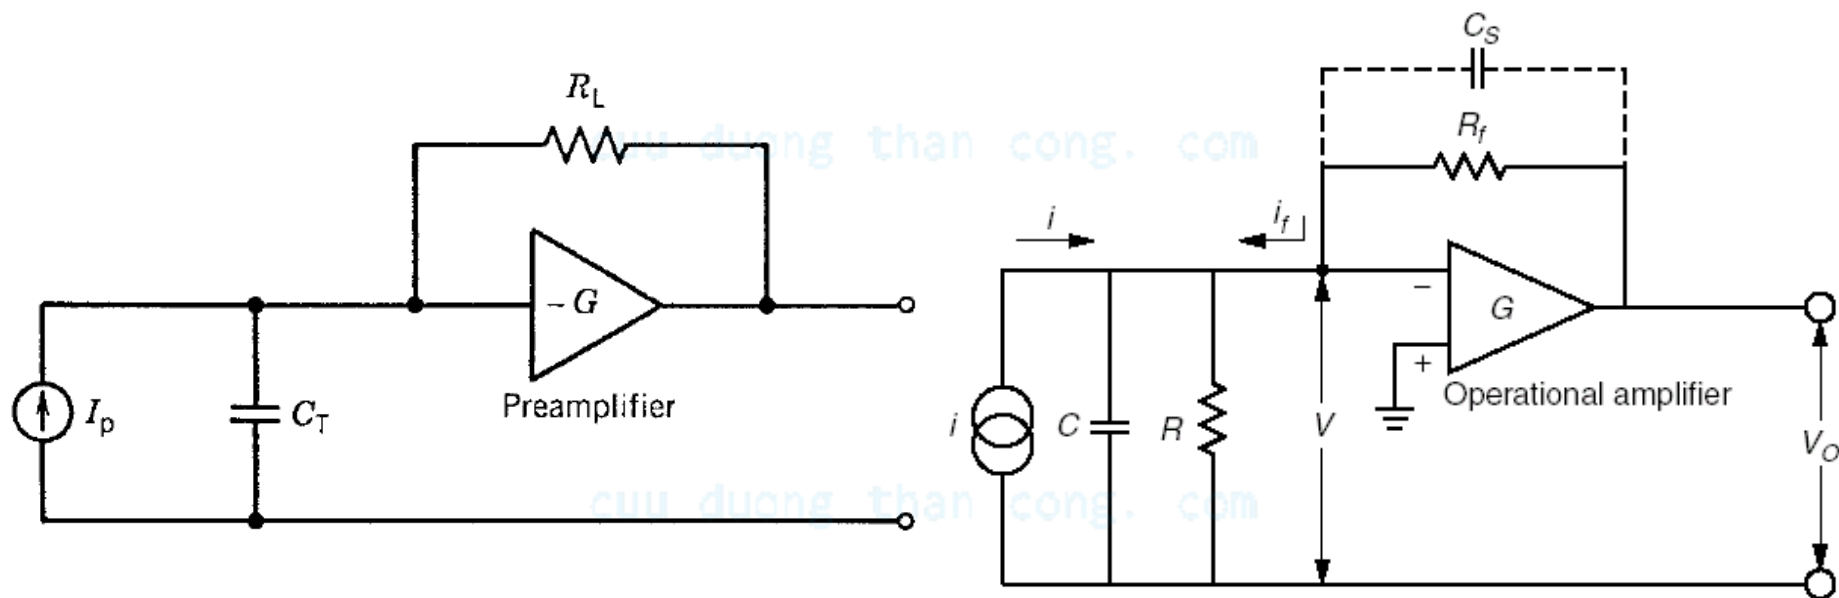 C_S
R_L
R_f
cuu duong than cong. com
i
i_f
- G
−
G
+
Preamplifier
Operational amplifier
I_p
C_T
i
C
R
V
V_O
cuu duong than cong. com